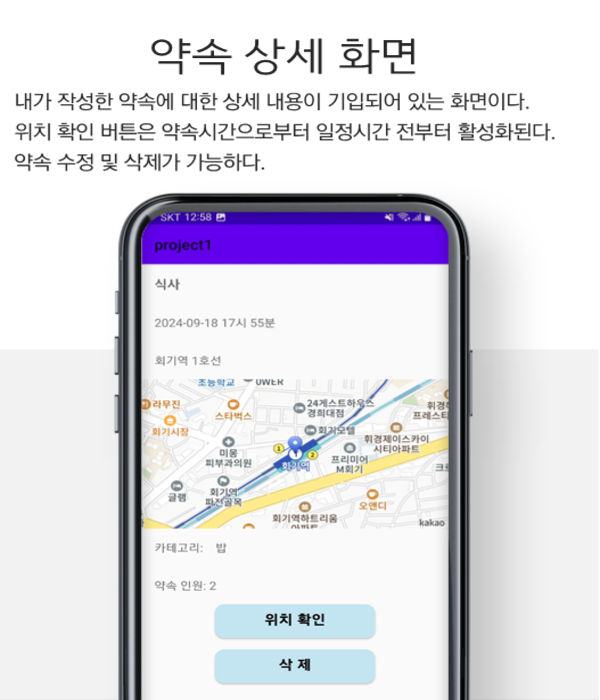 약속 상세 화면
내가 작성한 약속에 대한 상세 내용이 기입되어 있는 화면이다.
위치 확인 버튼은 약속시간으로부터 일정시간 전부터 활성화된다.
약속 수정 및 삭제가 가능하다.
SKT 12:58
project1
식사
2024-09-18 17시 55분
회기역 1호선
초등학교
OWER
라무진
스타벅스
24게스트하우스
경희대점
휘경
프레스티
회기시장
회기모텔
휘경제이스카이
시티아파트
미몽
피부과의원
1
2
회기역
프리미어
M회기
크로
글램
회기역
파전골목
오앤디
회기역하트리움
아파트
kakao
카테고리: 밥
약속 인원: 2
위치 확인
삭 제